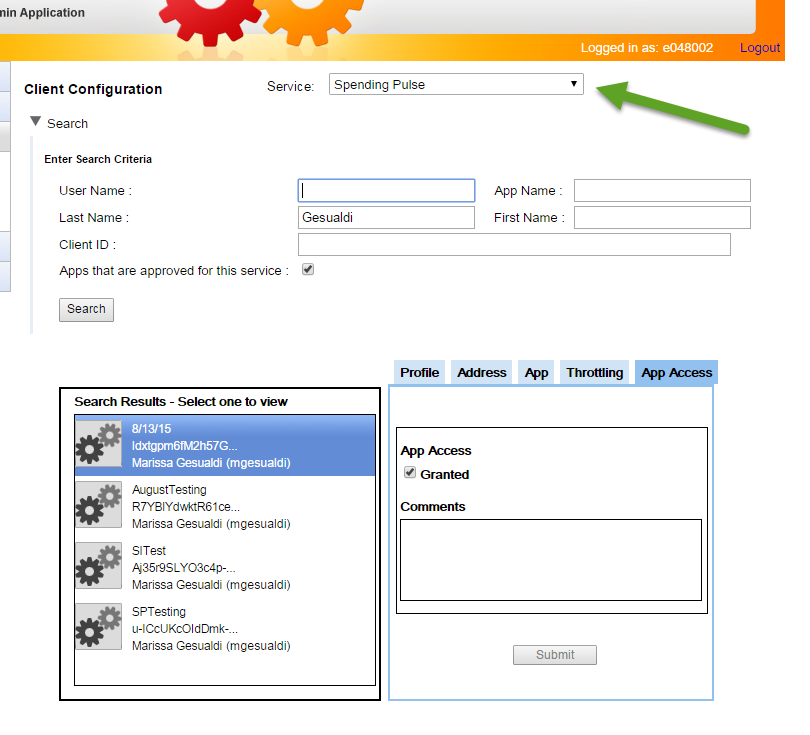 min Application
Logged in as: e048002 Logout
Client Configuration Service: Spending Pulse
Search
Enter Search Criteria
User Name : App Name :
Last Name : Gesualdi First Name :
Client ID :
Apps that are approved for this service :
Search
Profile Address App Throttling App Access
Search Results - Select one to view
8/13/15
ldxtgpm6fM2h57G...
Marissa Gesualdi (mgesualdi)
AugustTesting
R7YBlYdwktR61ce...
Marissa Gesualdi (mgesualdi)
SITest
Aj35r9SLYO3c4p-...
Marissa Gesualdi (mgesualdi)
SPTesting
u-ICcUKcOIdDmk-...
Marissa Gesualdi (mgesualdi)
App Access
Granted
Comments
Submit